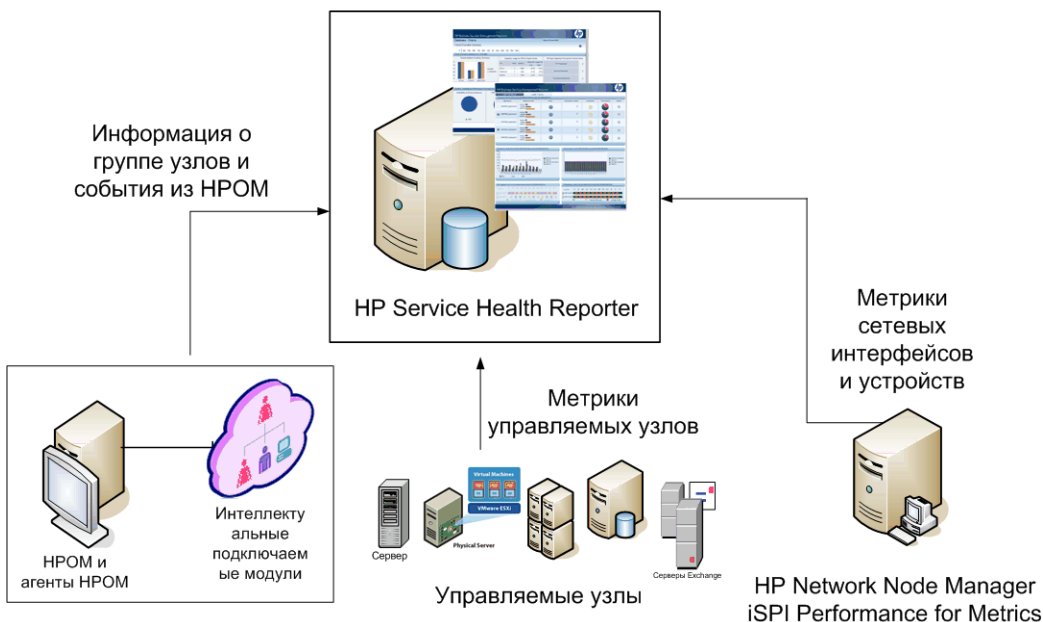 Информация о
группе узлов и
события из HPOM
HP Service Health Reporter
Метрики
сетевых
интерфейсов
и устройств
Метрики
управляемых узлов
HPOM и
агенты HPOM
Интеллекту
альные
подключаем
ые модули
Сервер
Virtual Machines
VMware ESXi
Physical Server
Серверы Exchange
Управляемые узлы
HP Network Node Manager
iSPI Performance for Metrics